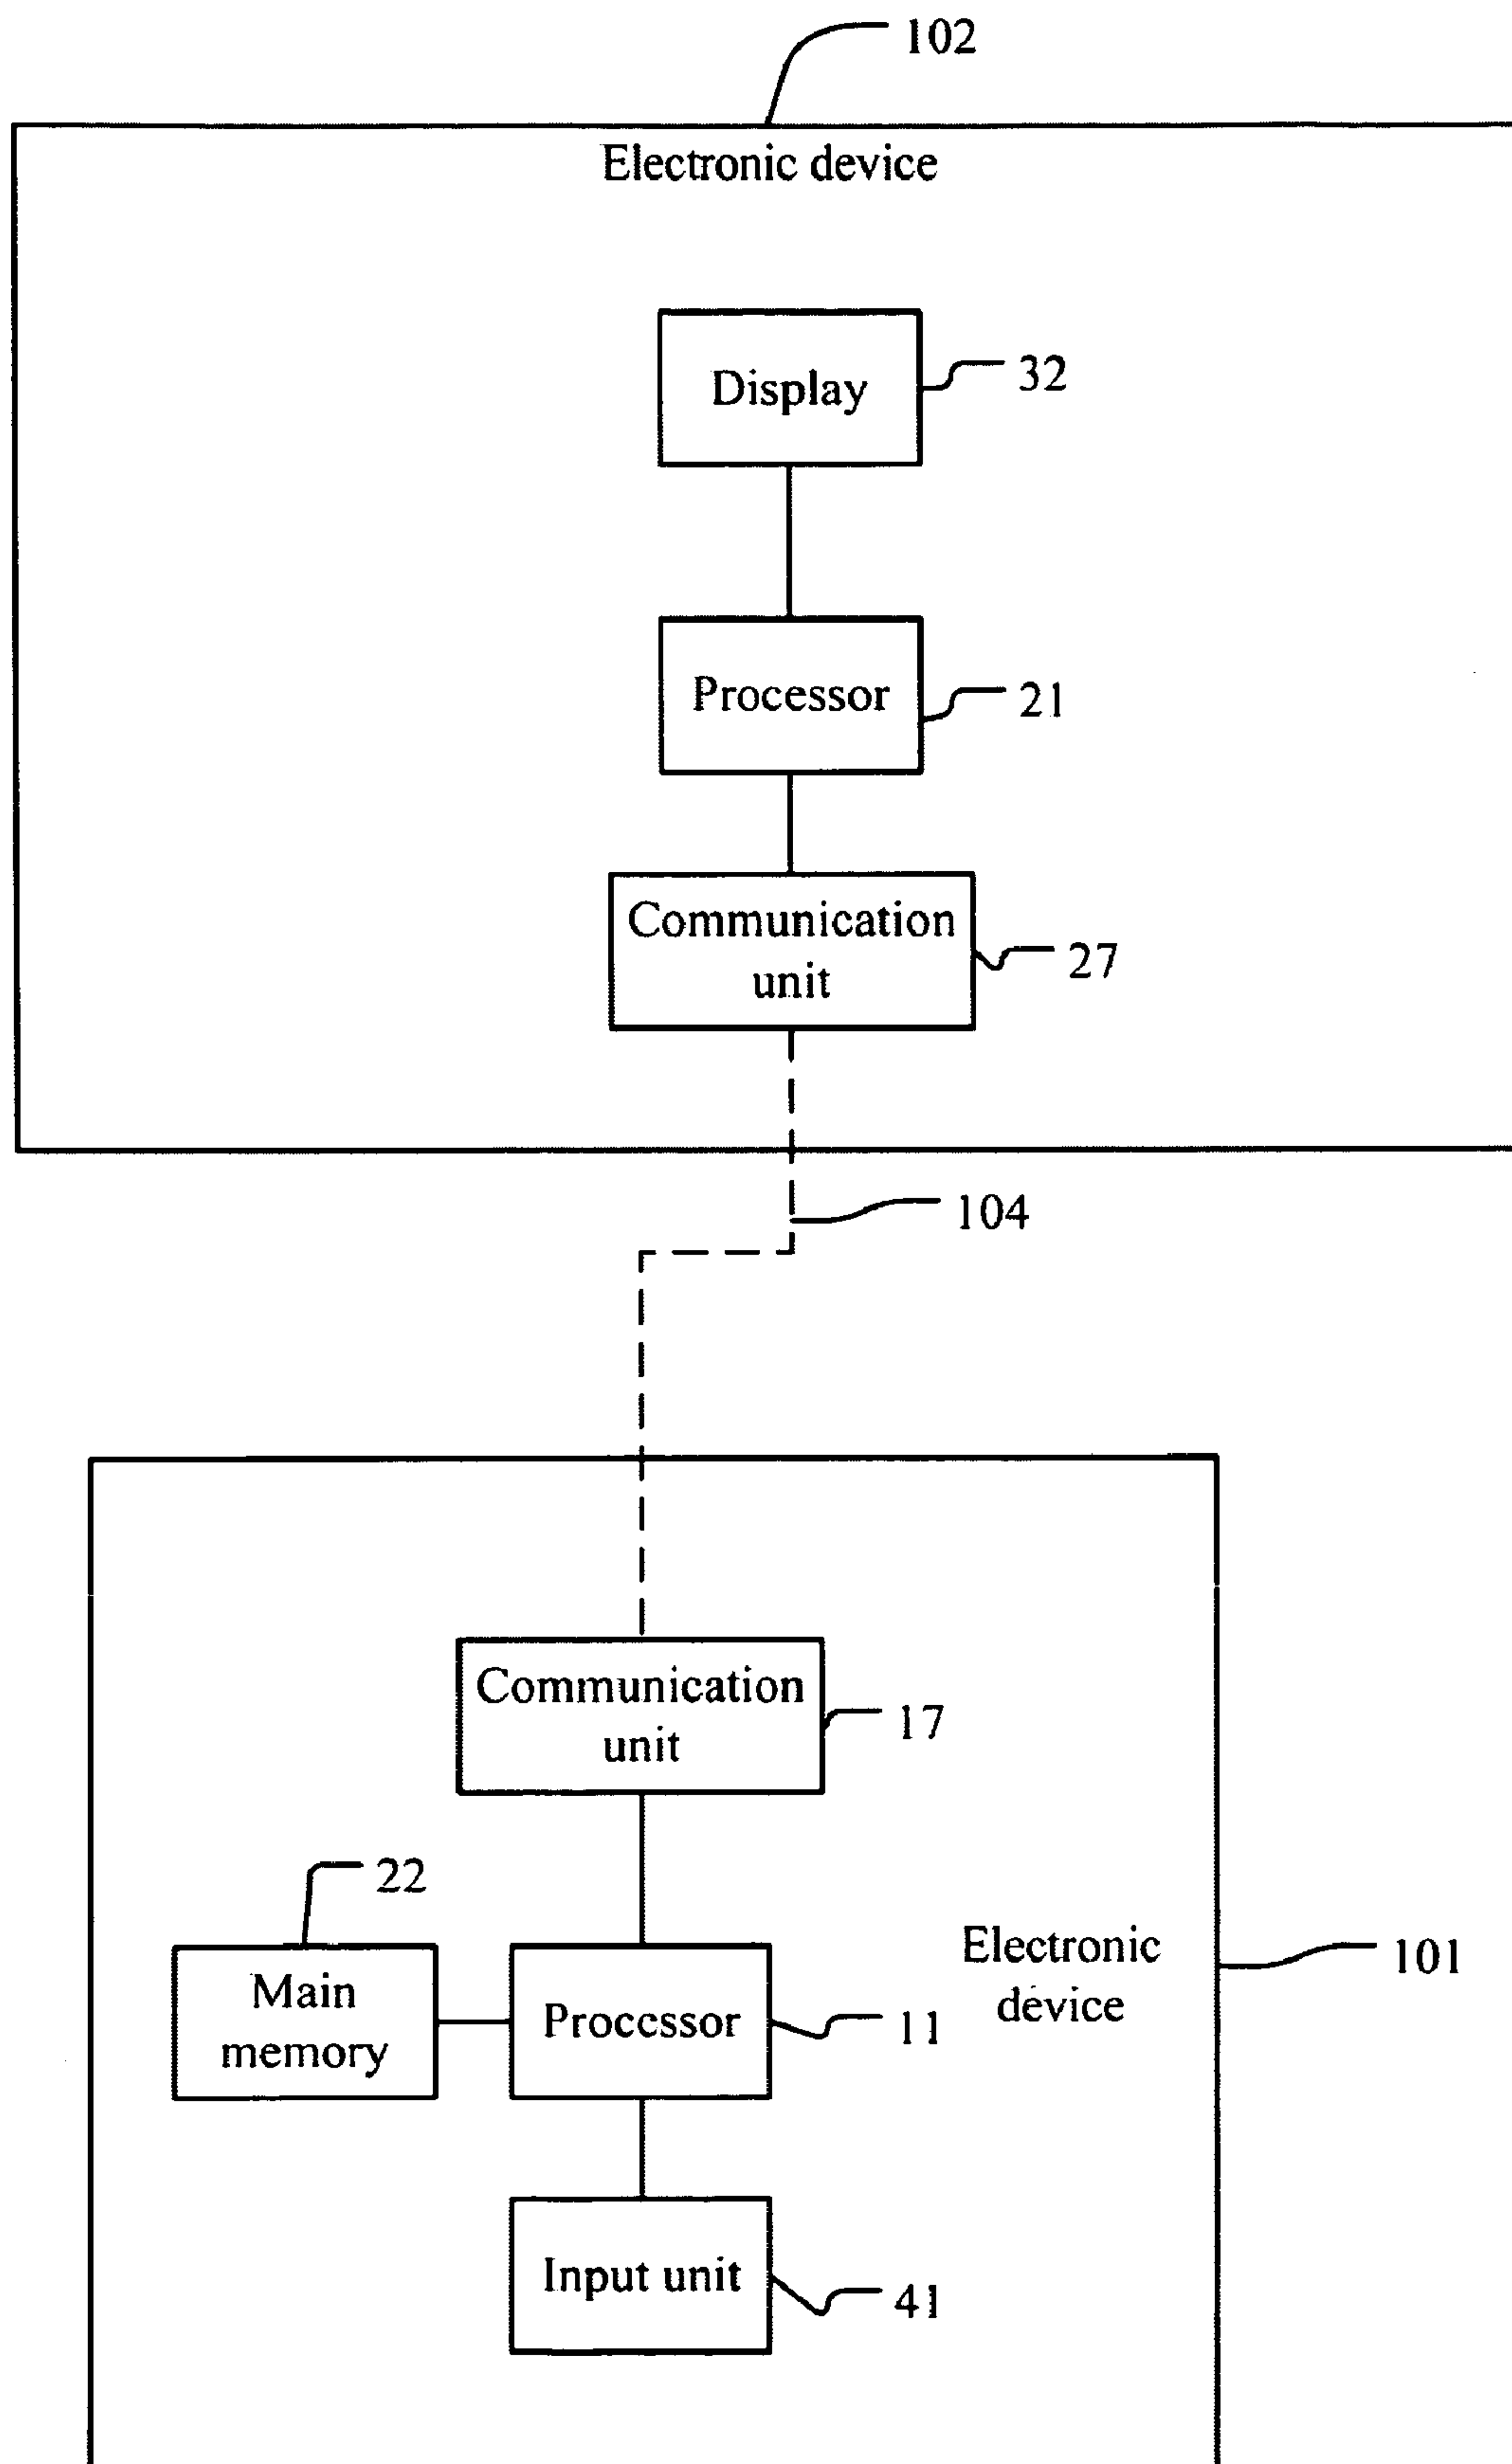 102
Electronic device
Display
32
Processor
21
Communication
unit
27
104
Communication
unit
17
22
Main
memory
Processor
11
Electronic
device
101
Input unit
41